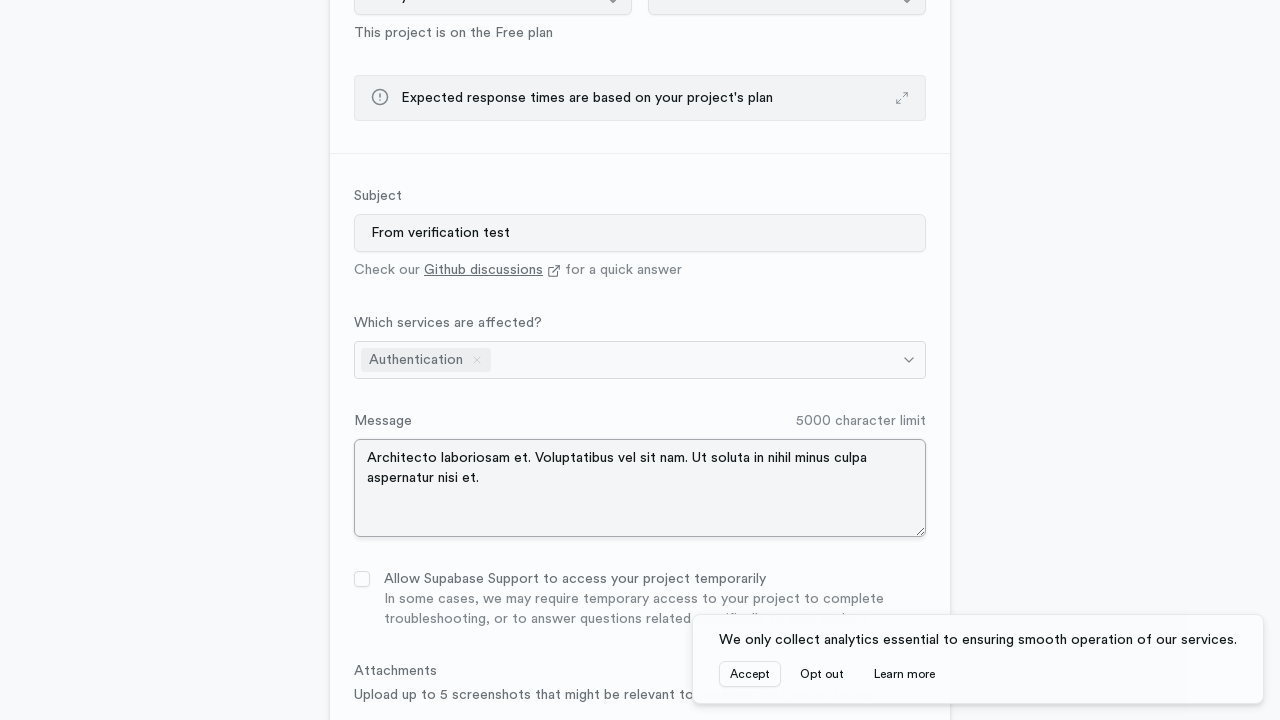 This project is on the Free plan
Expected response times are based on your project's plan
Subject
From verification test
Check our Github discussions for a quick answer
Which services are affected?
Authentication
Message
5000 character limit
Architecto laboriosam et. Voluptatibus vel sit nam. Ut soluta in nihil minus culpa
aspernatur nisi et.
Allow Supabase Support to access your project temporarily
In some cases, we may require temporary access to your project to complete
troubleshooting, or to answer questions related
We only collect analytics essential to ensuring smooth operation of our services.
Accept
Opt out
Learn more
Attachments
Upload up to 5 screenshots that might be relevant to